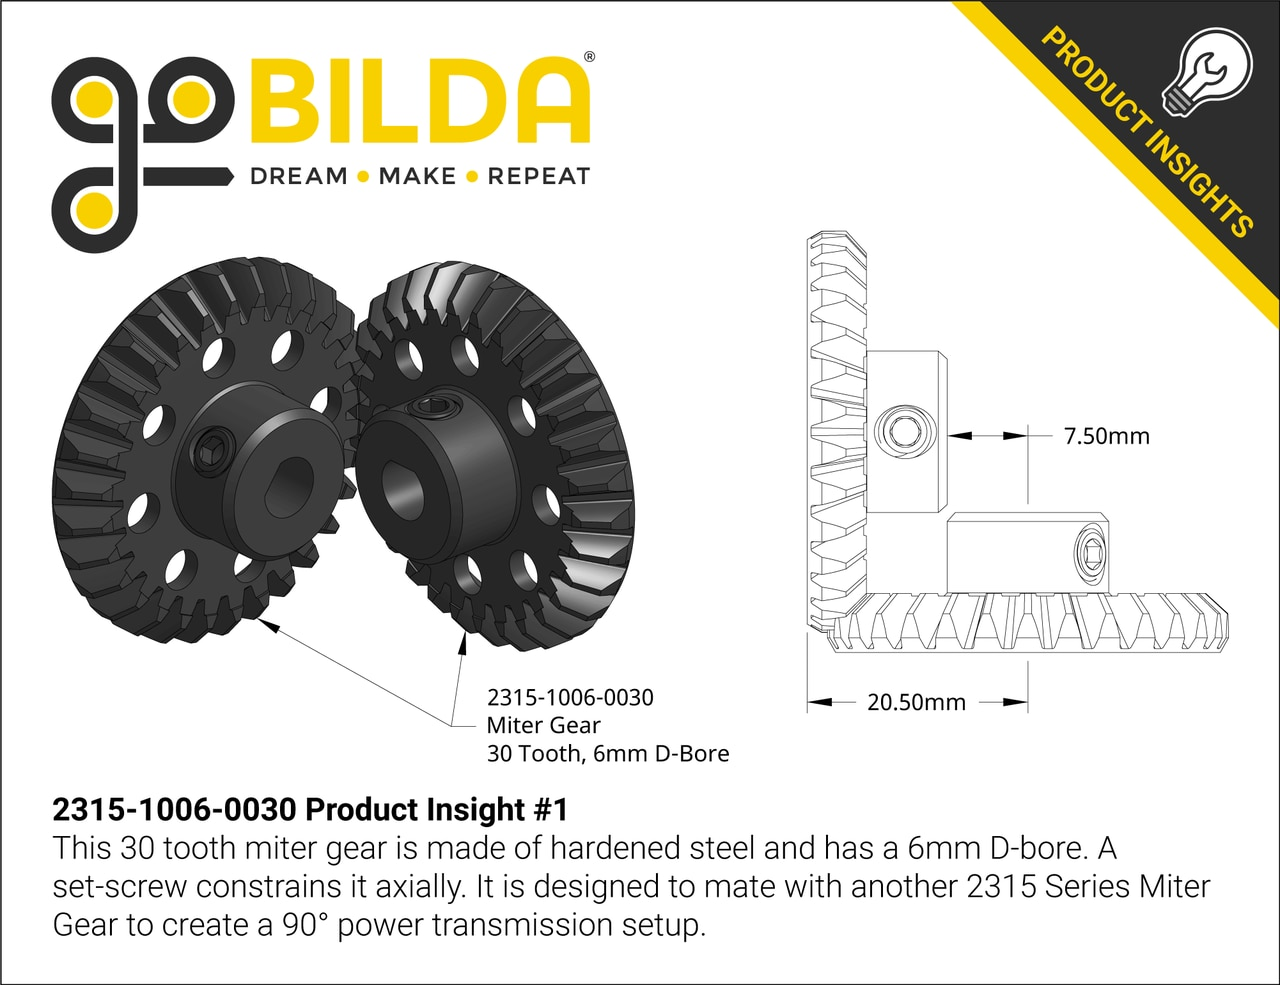 goBILDA®
DREAM • MAKE • REPEAT
PRODUCT INSIGHTS
7.50mm
20.50mm
2315-1006-0030
Miter Gear
30 Tooth, 6mm D-Bore
2315-1006-0030 Product Insight #1
This 30 tooth miter gear is made of hardened steel and has a 6mm D-bore. A
set-screw constrains it axially. It is designed to mate with another 2315 Series Miter
Gear to create a 90° power transmission setup.